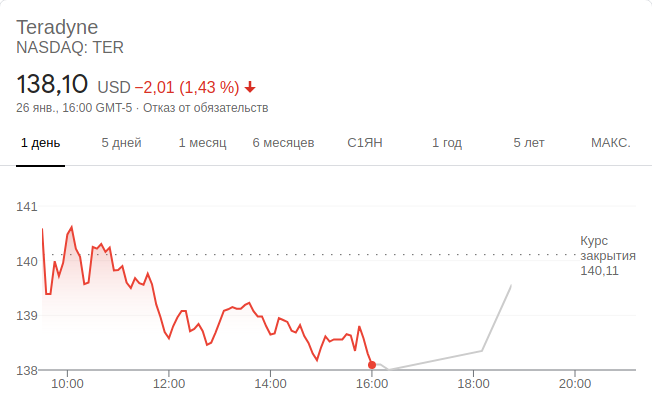 Teradyne
NASDAQ: TER
138,10 USD −2,01 (1,43 %)
26 янв., 16:00 GMT-5 · Отказ от обязательств
1 день 5 дней 1 месяц 6 месяцев С1ЯН 1 год 5 лет МАКС.
141
140
139
138
Курс
закрытия
140,11
10:00 12:00 14:00 16:00 18:00 20:00